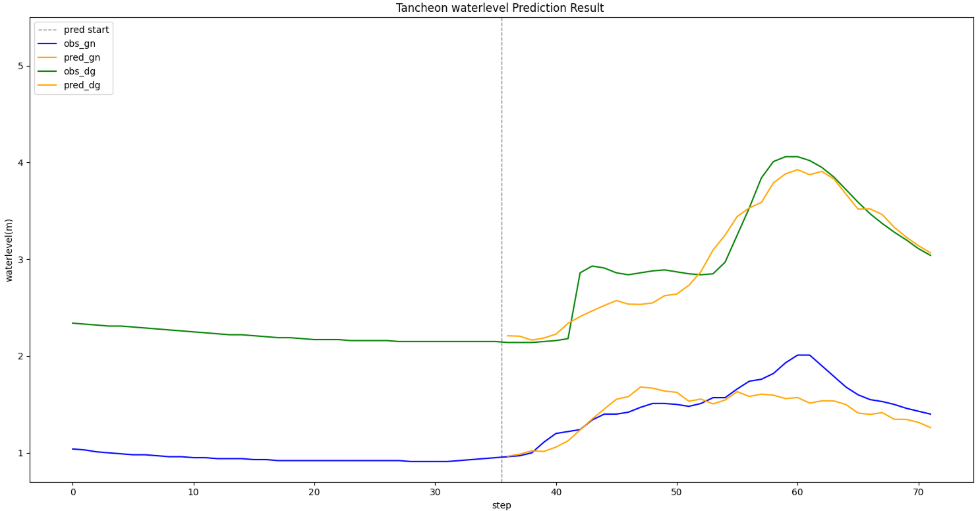 Tancheon waterlevel Prediction Result
pred start
obs_gn
pred_gn
obs_dg
pred_dg
5
4
3
2
1
waterlevel(m)
0 10 20 30 40 50 60 70
step